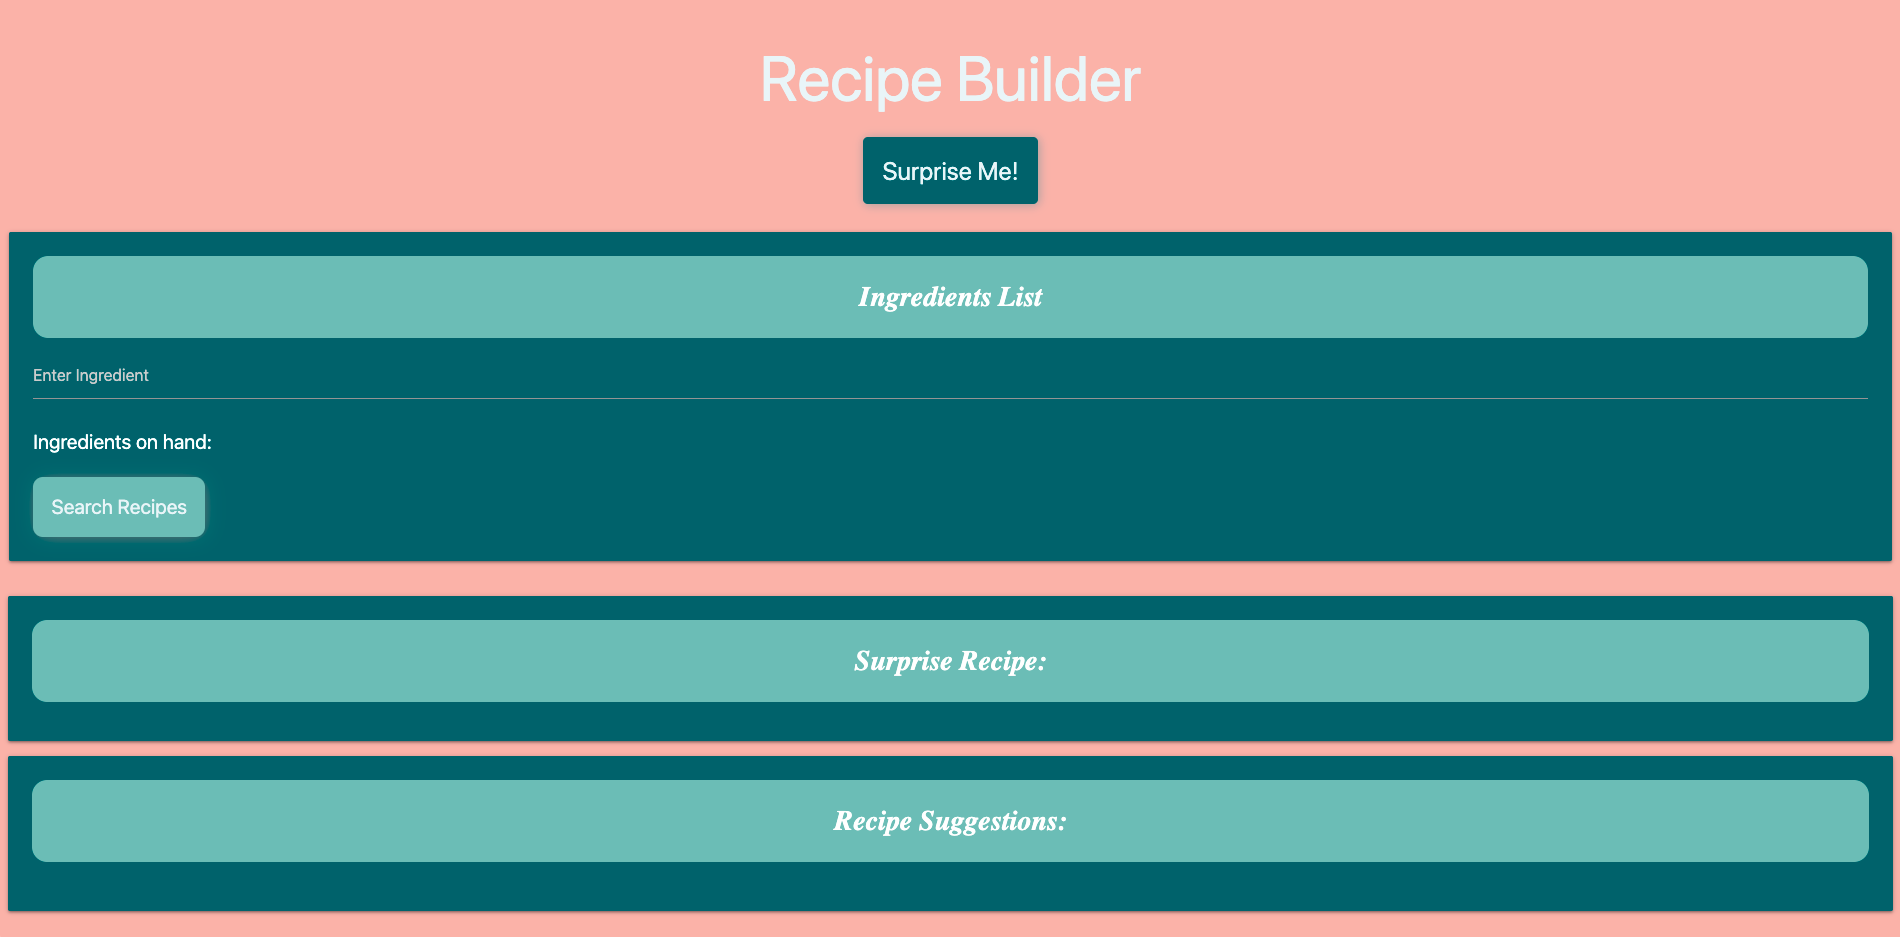 Recipe Builder
Surprise Me!
Ingredients List
Enter Ingredient
Ingredients on hand:
Search Recipes
Surprise Recipe:
Recipe Suggestions: